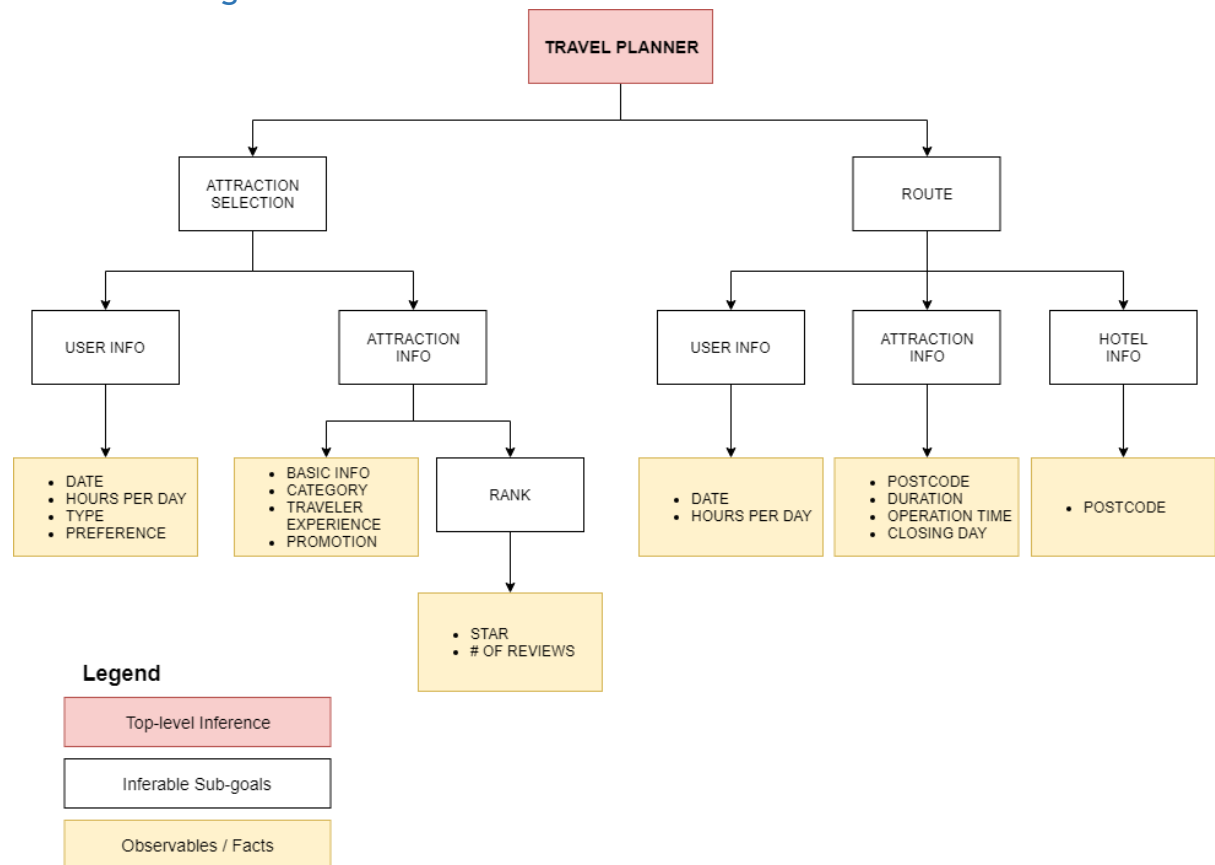 TRAVEL PLANNER
ATTRACTION
SELECTION
ROUTE
USER INFO
ATTRACTION
INFO
USER INFO
ATTRACTION
INFO
HOTEL
INFO
• DATE
• HOURS PER DAY
• TYPE
• PREFERENCE
• BASIC INFO
• CATEGORY
• TRAVELER
EXPERIENCE
• PROMOTION
RANK
• DATE
• HOURS PER DAY
• POSTCODE
• DURATION
• OPERATION TIME
• CLOSING DAY
• POSTCODE
• STAR
• # OF REVIEWS
Legend
Top-level Inference
Inferable Sub-goals
Observables / Facts